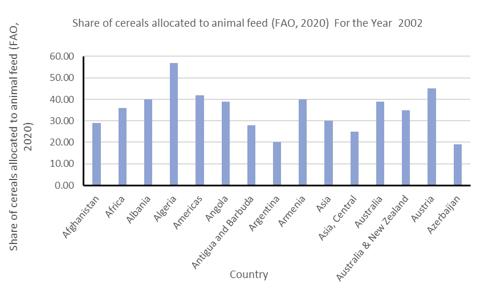 Share of cereals allocated to animal feed (FAO, 2020)  For the Year  2002
Share of cereals allocated to animal feed (FAO,
2020)
60.00
50.00
40.00
30.00
20.00
10.00
0.00
Afghanistan
Africa
Albania
Algeria
Americas
Angola
Antigua and Barbuda
Argentina
Armenia
Asia
Asia, Central
Australia
Australia & New Zealand
Austria
Azerbaijan
Country